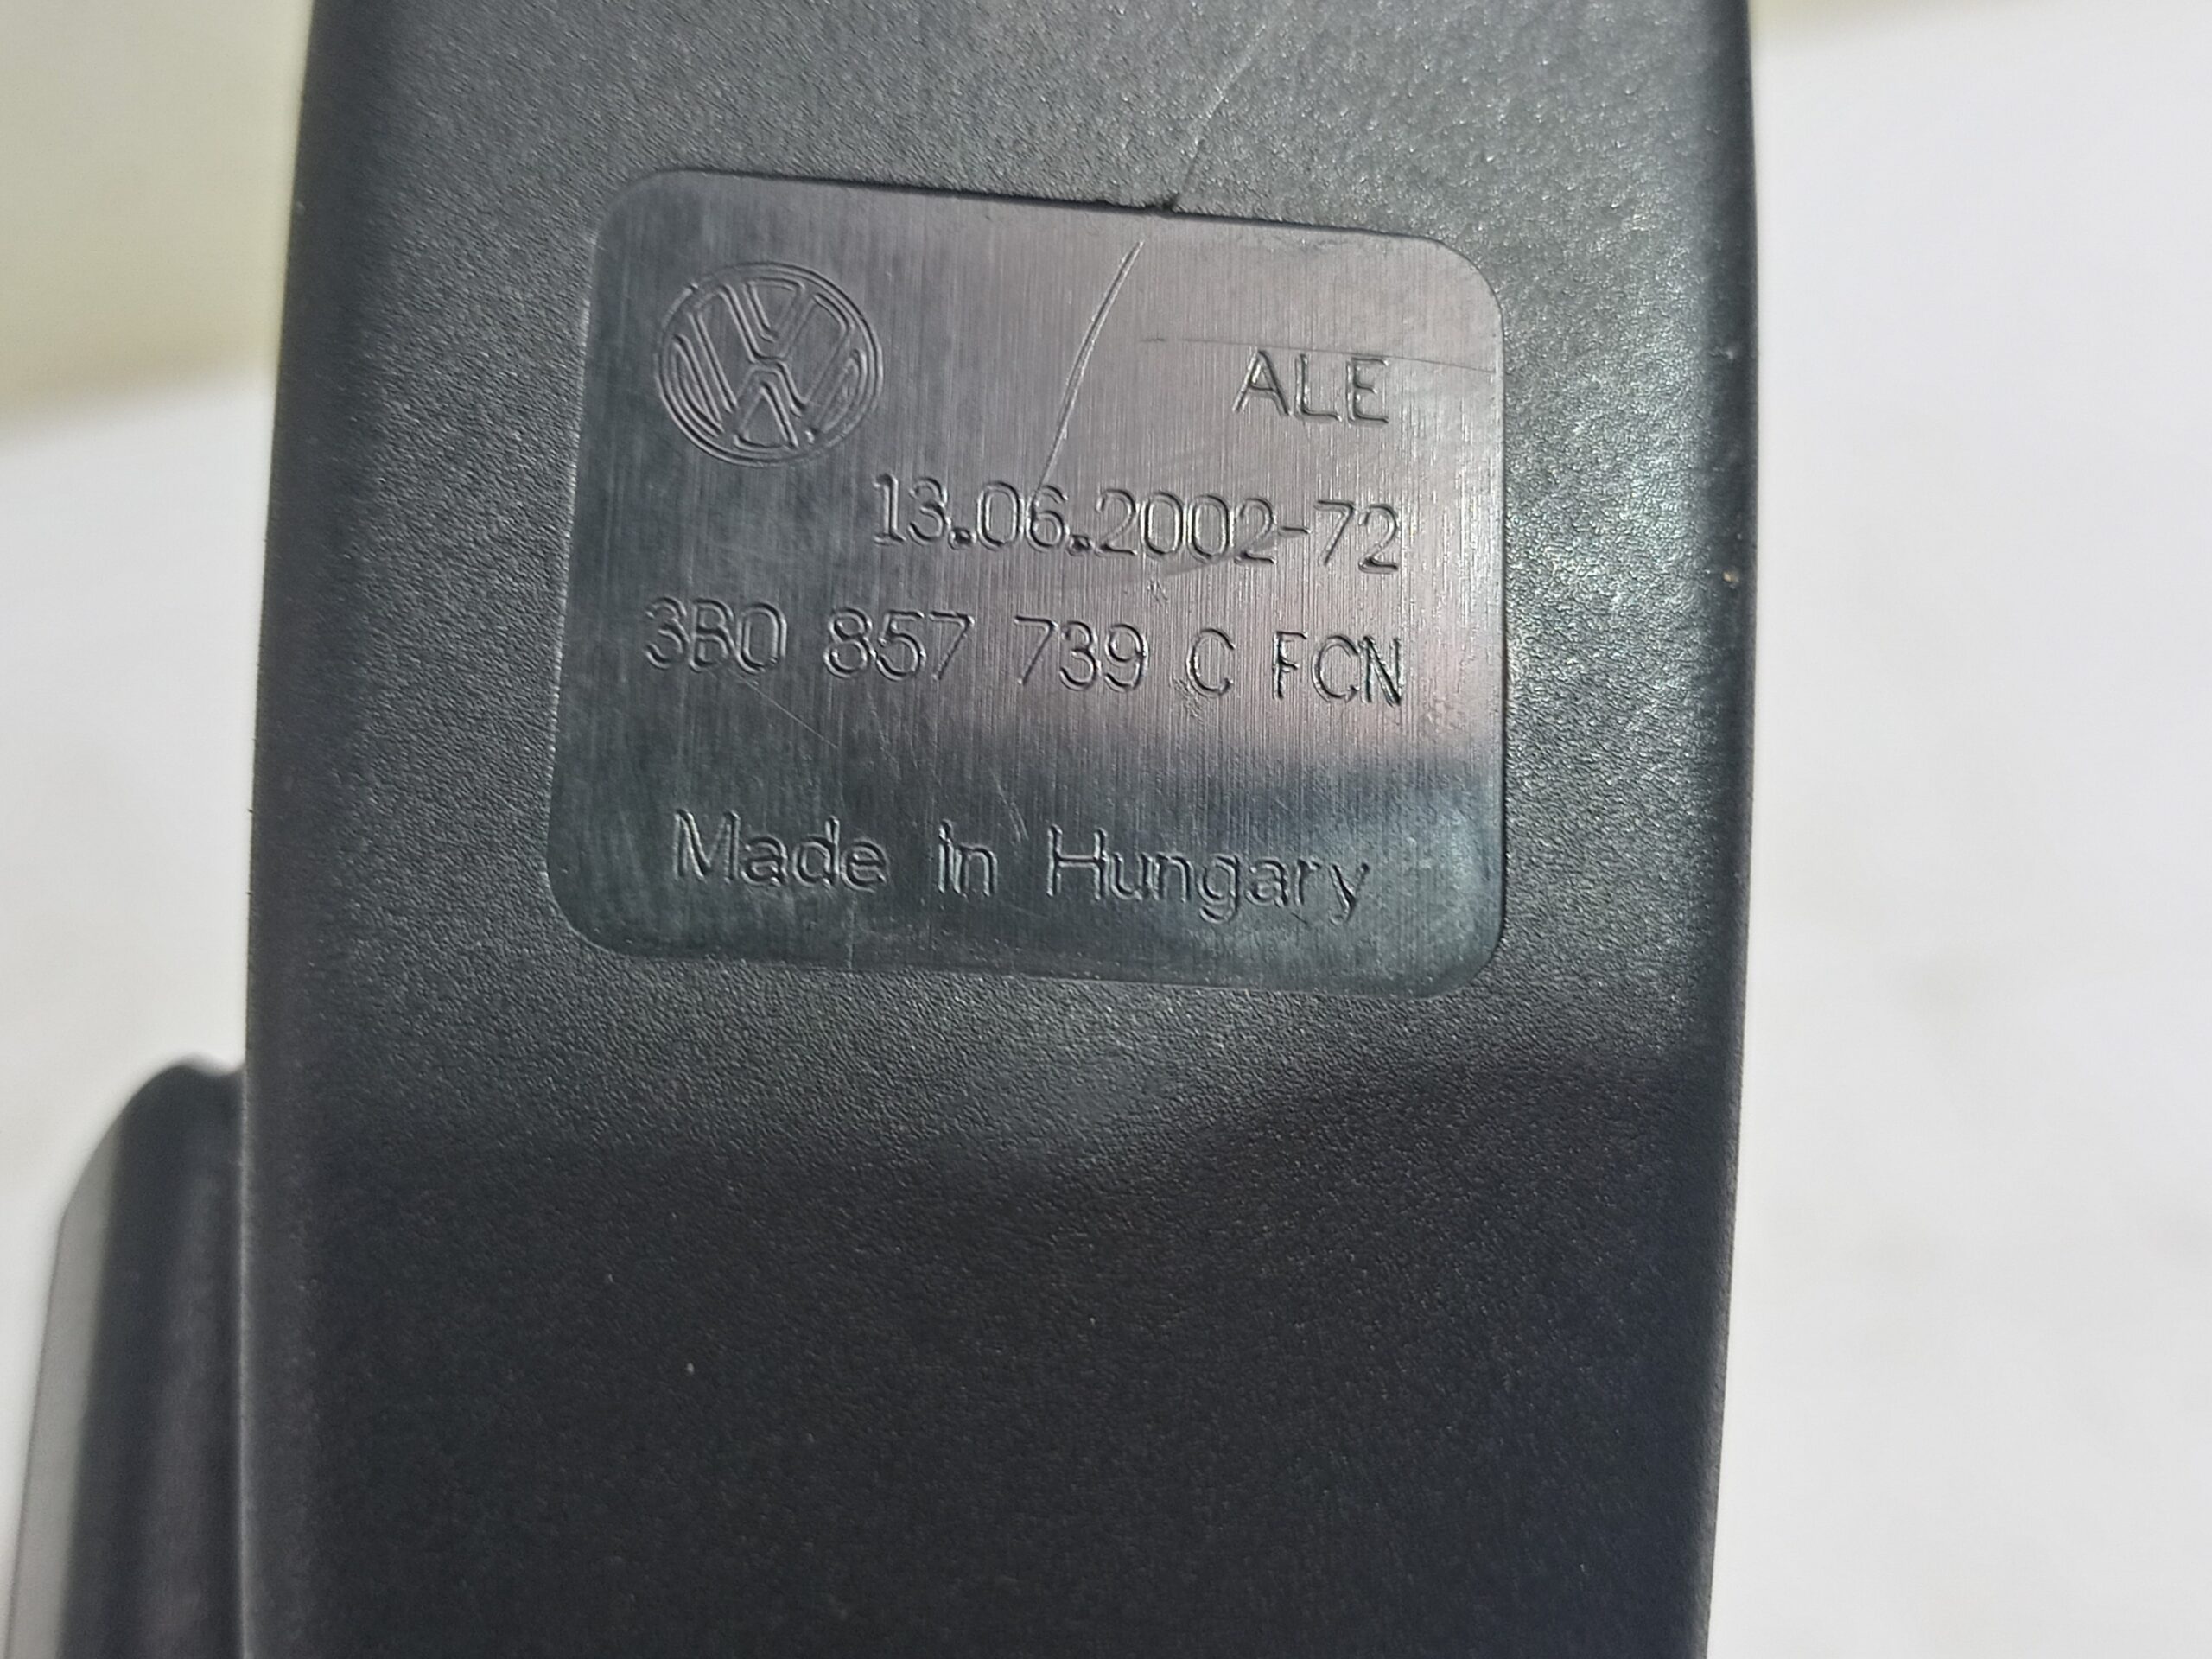 ALE
13.06.2002-72
3B0 857 739 C FCN
Made in Hungary